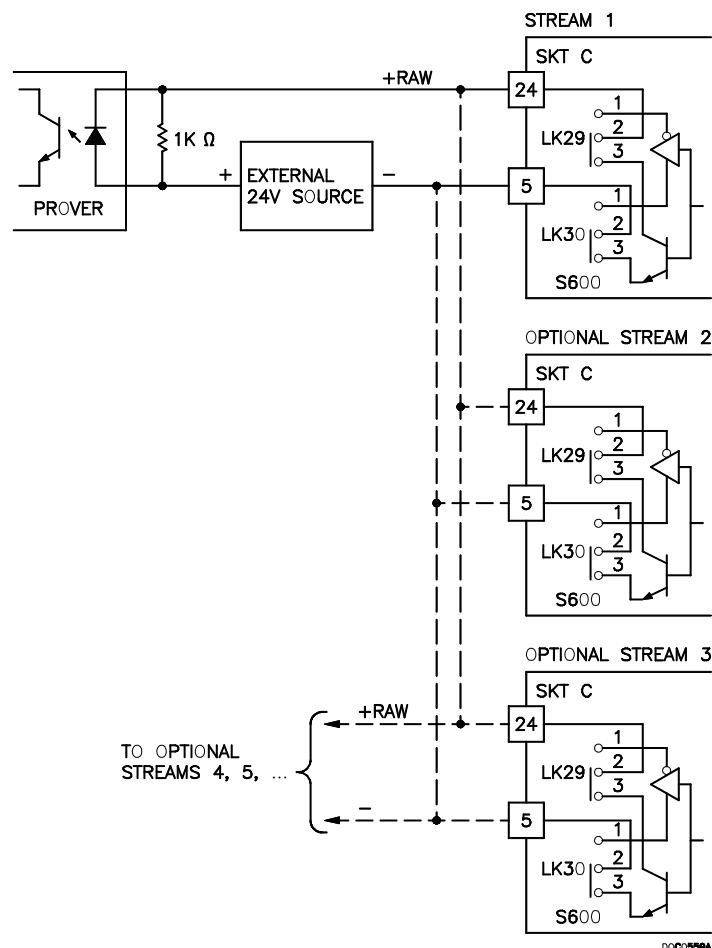 STREAM 1
SKT C
+RAW
24
1
2
LK29
3
1K Ω
+
EXTERNAL
24V SOURCE
−
5
1
PROVER
2
LK30
3
S600
OPTIONAL STREAM 2
SKT C
24
1
2
LK29
3
5
1
2
LK30
3
S600
OPTIONAL STREAM 3
SKT C
+RAW
24
1
2
LK29
3
TO OPTIONAL
STREAMS 4, 5, ...
−
5
1
2
LK30
3
S600
DOC0559A